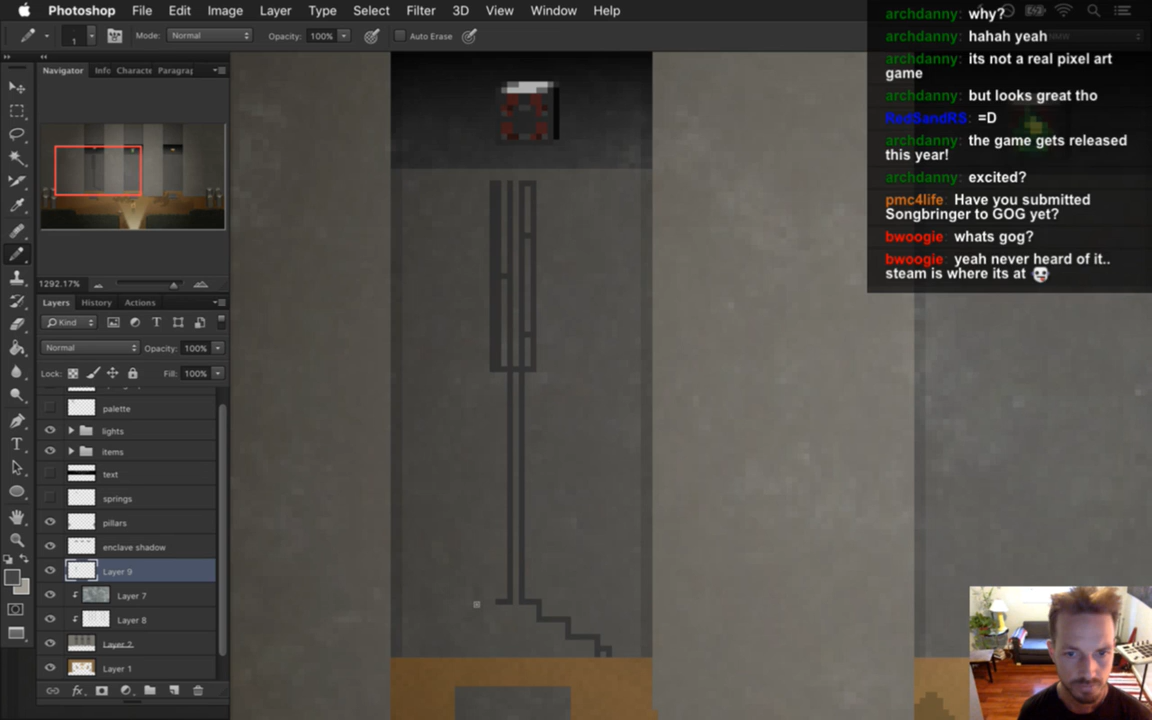 Photoshop File Edit Image Layer Type Select Filter 3D View Window Help
1 Mode: Normal Opacity: 100% Auto Erase
Navigator Info Characte Paragraj
1292.17%
Layers History Actions
Kind
Normal Opacity: 100%
Lock: Fill: 100%
palette
lights
items
text
springs
pillars
enclave shadow
Layer 9
Layer 7
Layer 8
Layer 2
Layer 1
fx
archdanny: why?
archdanny: hahah yeah
archdanny: its not a real pixel art
game
archdanny: but looks great tho
RedSandRS: =D
archdanny: the game gets released
this year!
archdanny: excited?
pmc4life: Have you submitted
Songbringer to GOG yet?
bwoogie: whats gog?
bwoogie: yeah never heard of it..
steam is where its at